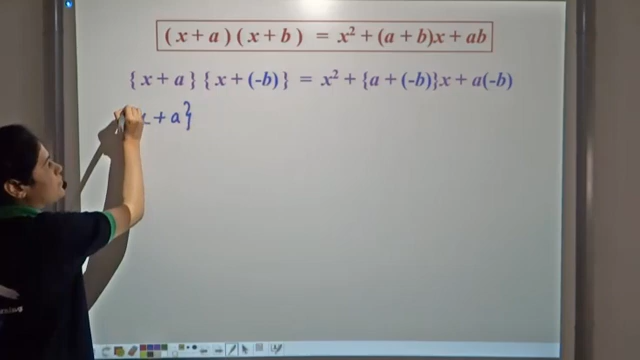 (x + a)(x + b) = x² + (a + b)x + ab
{x + a}{x + (-b)} = x² + {a + (-b)}x + a(-b)
x + a}